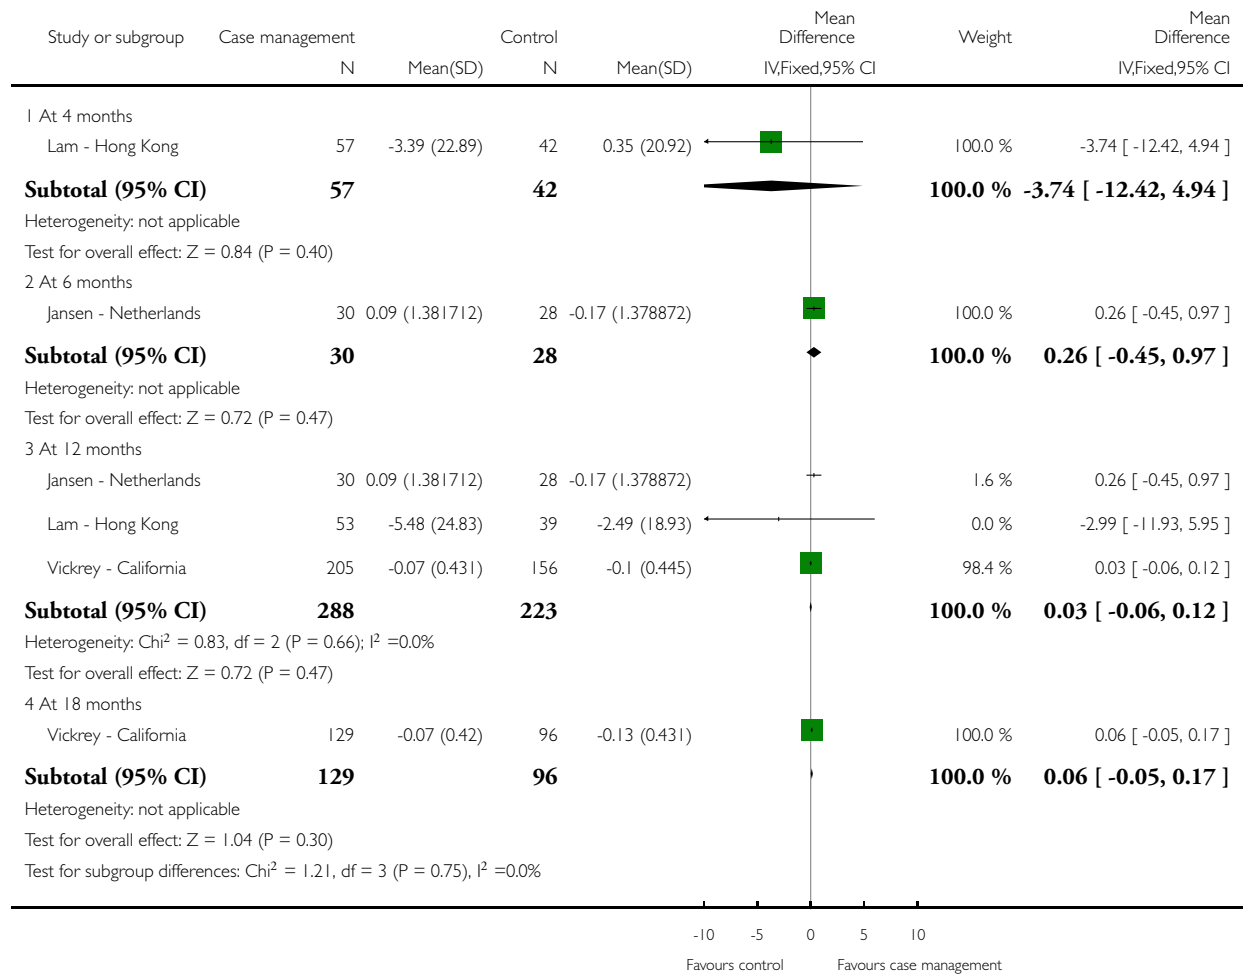 Study or subgroup Case management Control Mean Difference Weight Mean Difference
N Mean(SD) N Mean(SD) IV,Fixed,95% CI IV,Fixed,95% CI
1 At 4 months
Lam - Hong Kong 57 -3.39 (22.89) 42 0.35 (20.92) 100.0 % -3.74 [ -12.42, 4.94 ]
Subtotal (95% CI) 57 42 100.0 % -3.74 [ -12.42, 4.94 ]
Heterogeneity: not applicable
Test for overall effect: Z = 0.84 (P = 0.40)
2 At 6 months
Jansen - Netherlands 30 0.09 (1.381712) 28 -0.17 (1.378872) 100.0 % 0.26 [ -0.45, 0.97 ]
Subtotal (95% CI) 30 28 100.0 % 0.26 [ -0.45, 0.97 ]
Heterogeneity: not applicable
Test for overall effect: Z = 0.72 (P = 0.47)
3 At 12 months
Jansen - Netherlands 30 0.09 (1.381712) 28 -0.17 (1.378872) 1.6 % 0.26 [ -0.45, 0.97 ]
Lam - Hong Kong 53 -5.48 (24.83) 39 -2.49 (18.93) 0.0 % -2.99 [ -11.93, 5.95 ]
Vickrey - California 205 -0.07 (0.431) 156 -0.1 (0.445) 98.4 % 0.03 [ -0.06, 0.12 ]
Subtotal (95% CI) 288 223 100.0 % 0.03 [ -0.06, 0.12 ]
Heterogeneity: Chi² = 0.83, df = 2 (P = 0.66); I² =0.0%
Test for overall effect: Z = 0.72 (P = 0.47)
4 At 18 months
Vickrey - California 129 -0.07 (0.42) 96 -0.13 (0.431) 100.0 % 0.06 [ -0.05, 0.17 ]
Subtotal (95% CI) 129 96 100.0 % 0.06 [ -0.05, 0.17 ]
Heterogeneity: not applicable
Test for overall effect: Z = 1.04 (P = 0.30)
Test for subgroup differences: Chi² = 1.21, df = 3 (P = 0.75), I² =0.0%
-10 -5 0 5 10
Favours control Favours case management